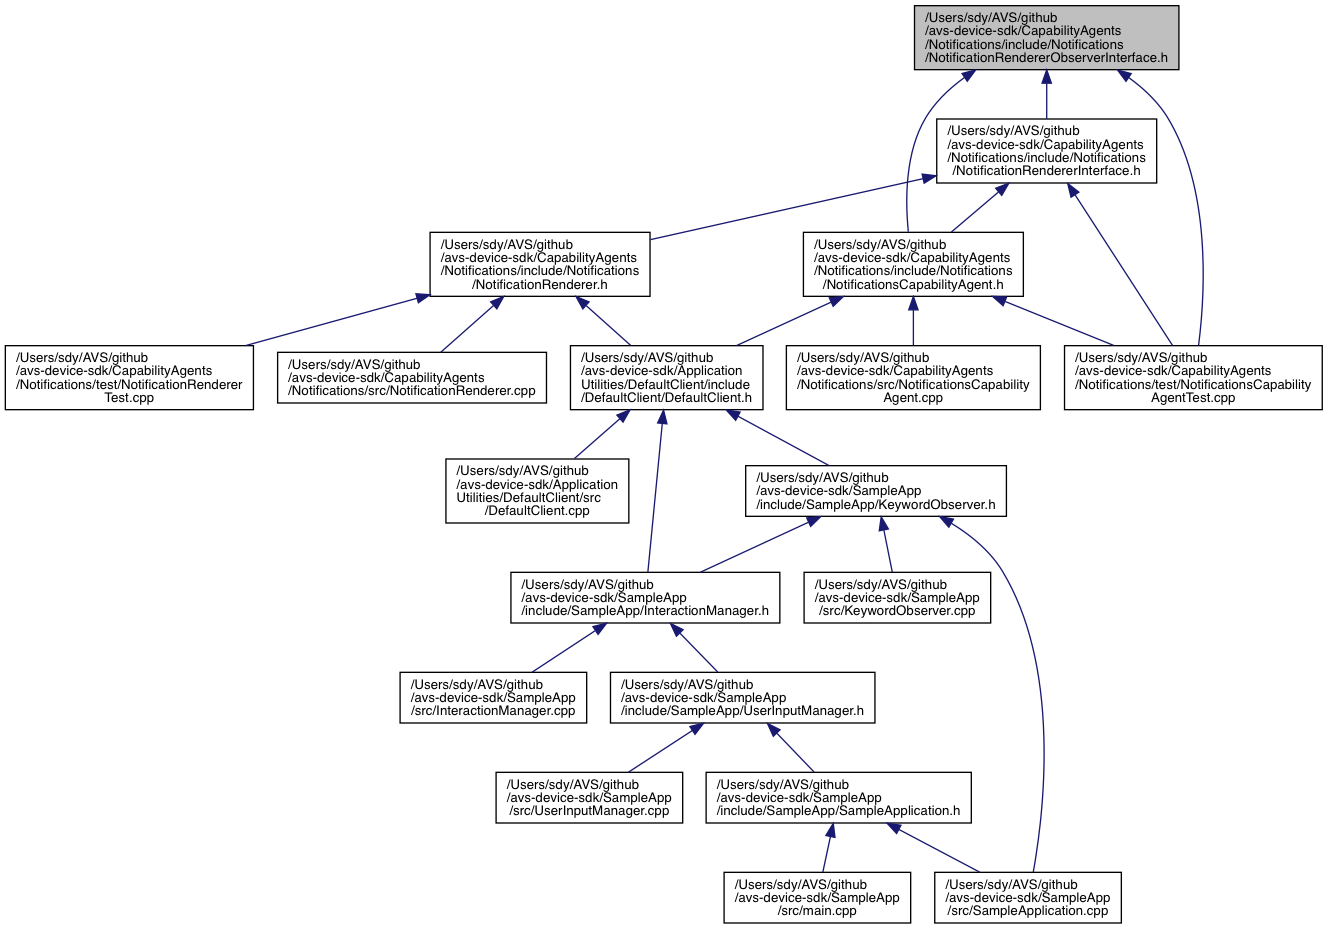 /Users/sdy/AVS/github
/avs-device-sdk/CapabilityAgents
/Notifications/include/Notifications
/NotificationRendererObserverInterface.h
/Users/sdy/AVS/github
/avs-device-sdk/CapabilityAgents
/Notifications/include/Notifications
/NotificationRendererInterface.h
/Users/sdy/AVS/github
/avs-device-sdk/CapabilityAgents
/Notifications/include/Notifications
/NotificationRenderer.h
/Users/sdy/AVS/github
/avs-device-sdk/CapabilityAgents
/Notifications/include/Notifications
/NotificationsCapabilityAgent.h
/Users/sdy/AVS/github
/avs-device-sdk/CapabilityAgents
/Notifications/test/NotificationRenderer
Test.cpp
/Users/sdy/AVS/github
/avs-device-sdk/CapabilityAgents
/Notifications/src/NotificationRenderer.cpp
/Users/sdy/AVS/github
/avs-device-sdk/Application
Utilities/DefaultClient/include
/DefaultClient/DefaultClient.h
/Users/sdy/AVS/github
/avs-device-sdk/CapabilityAgents
/Notifications/src/NotificationsCapability
Agent.cpp
/Users/sdy/AVS/github
/avs-device-sdk/CapabilityAgents
/Notifications/test/NotificationsCapability
AgentTest.cpp
/Users/sdy/AVS/github
/avs-device-sdk/Application
Utilities/DefaultClient/src
/DefaultClient.cpp
/Users/sdy/AVS/github
/avs-device-sdk/SampleApp
/include/SampleApp/KeywordObserver.h
/Users/sdy/AVS/github
/avs-device-sdk/SampleApp
/include/SampleApp/InteractionManager.h
/Users/sdy/AVS/github
/avs-device-sdk/SampleApp
/src/KeywordObserver.cpp
/Users/sdy/AVS/github
/avs-device-sdk/SampleApp
/src/InteractionManager.cpp
/Users/sdy/AVS/github
/avs-device-sdk/SampleApp
/include/SampleApp/UserInputManager.h
/Users/sdy/AVS/github
/avs-device-sdk/SampleApp
/src/UserInputManager.cpp
/Users/sdy/AVS/github
/avs-device-sdk/SampleApp
/include/SampleApp/SampleApplication.h
/Users/sdy/AVS/github
/avs-device-sdk/SampleApp
/src/main.cpp
/Users/sdy/AVS/github
/avs-device-sdk/SampleApp
/src/SampleApplication.cpp